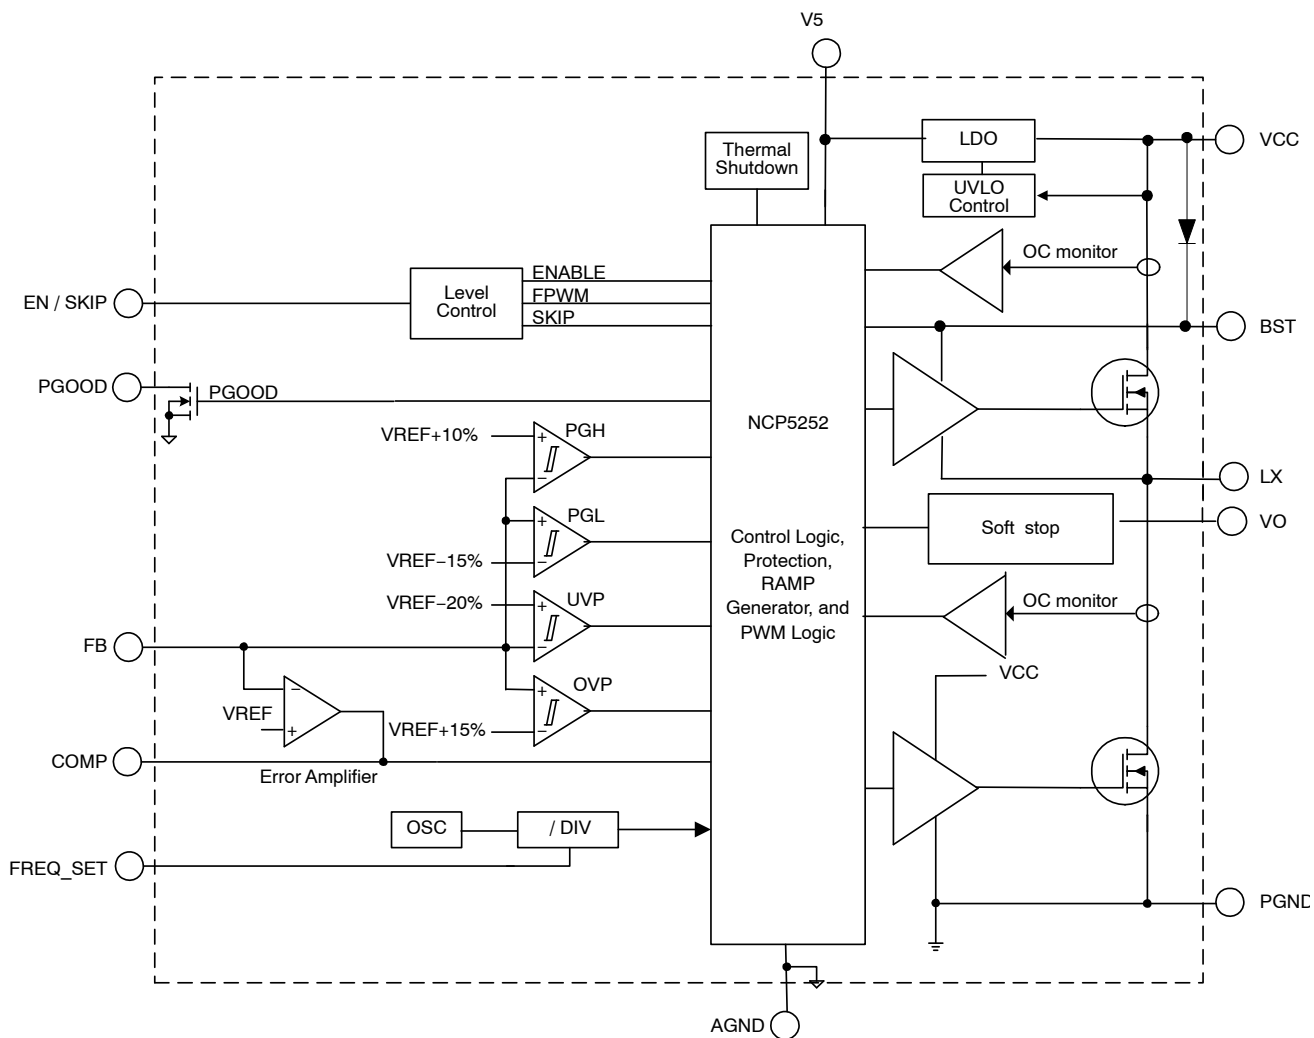 V5
LDO
VCC
Thermal
Shutdown
UVLO
Control
OC monitor
ENABLE
Level
Control
FPWM
SKIP
EN / SKIP
BST
PGOOD
PGOOD
VREF+10%
+
PGH
−
NCP5252
LX
PGL
+
VREF−15%
−
VO
Soft stop
Control Logic,
Protection,
RAMP
Generator, and
PWM Logic
VREF−20%
+
UVP
−
OC monitor
FB
VCC
OVP
+
VREF+15%
−
−
VREF
+
COMP
Error Amplifier
OSC
/ DIV
FREQ_SET
PGND
AGND